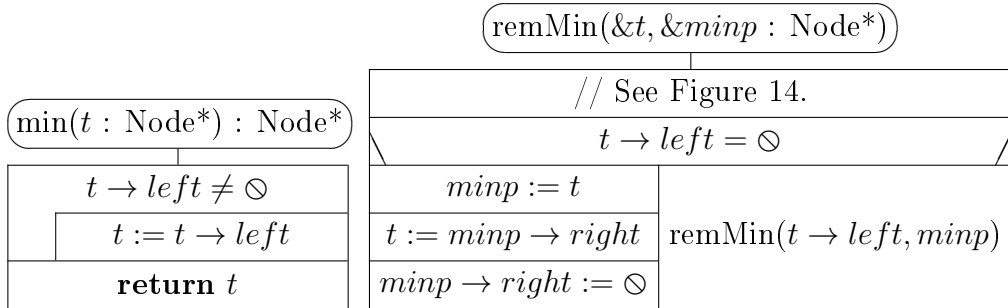 min(t : Node*) : Node*
t → left ≠ ⦸
t := t → left
return t
remMin(&t, &minp : Node*)
// See Figure 14.
t → left = ⦸
minp := t
t := minp → right
minp → right := ⦸
remMin(t → left, minp)